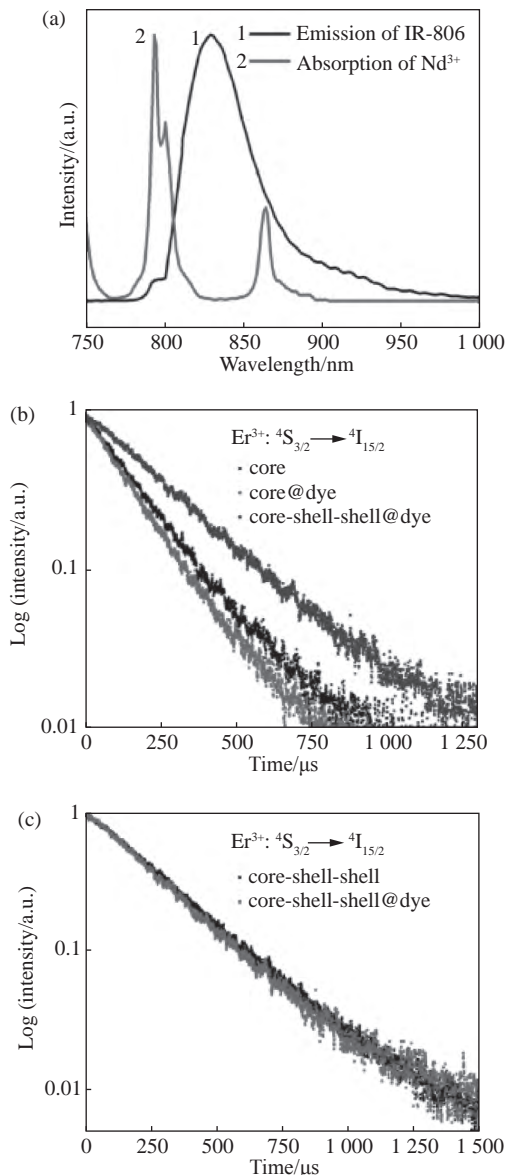 (a)
2
1
1 Emission of IR-806
2 Absorption of Nd³⁺
Intensity/(a.u.)
750 800 850 900 950 1 000
Wavelength/nm
(b)
1
0.1
0.01
Er³⁺: ⁴S₃/₂ → ⁴I₁₅/₂
core
core@dye
core-shell-shell@dye
Log (intensity/a.u.)
0 250 500 750 1 000 1 250
Time/μs
(c)
1
0.1
0.01
Er³⁺: ⁴S₃/₂ → ⁴I₁₅/₂
core-shell-shell
core-shell-shell@dye
Log (intensity/a.u.)
0 250 500 750 1 000 1 250 1 500
Time/μs